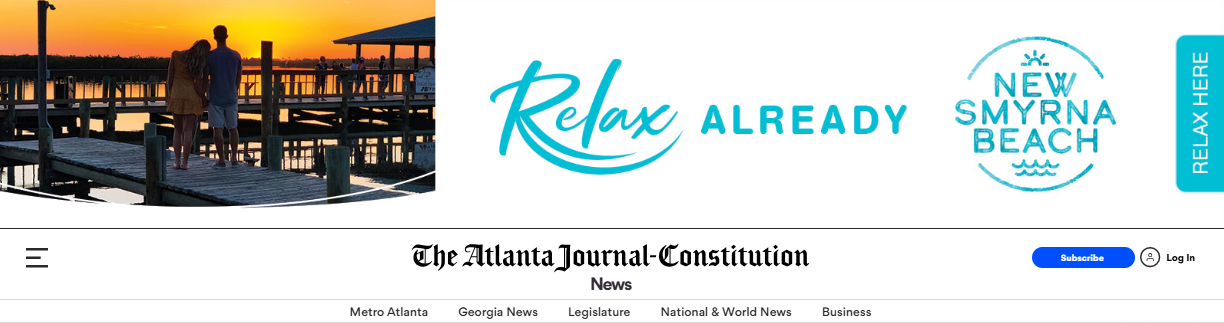 Relax ALREADY
NEW
SMYRNA
BEACH
RELAX HERE
The Atlanta Journal-Constitution
Subscribe
Log In
News
Metro Atlanta
Georgia News
Legislature
National & World News
Business